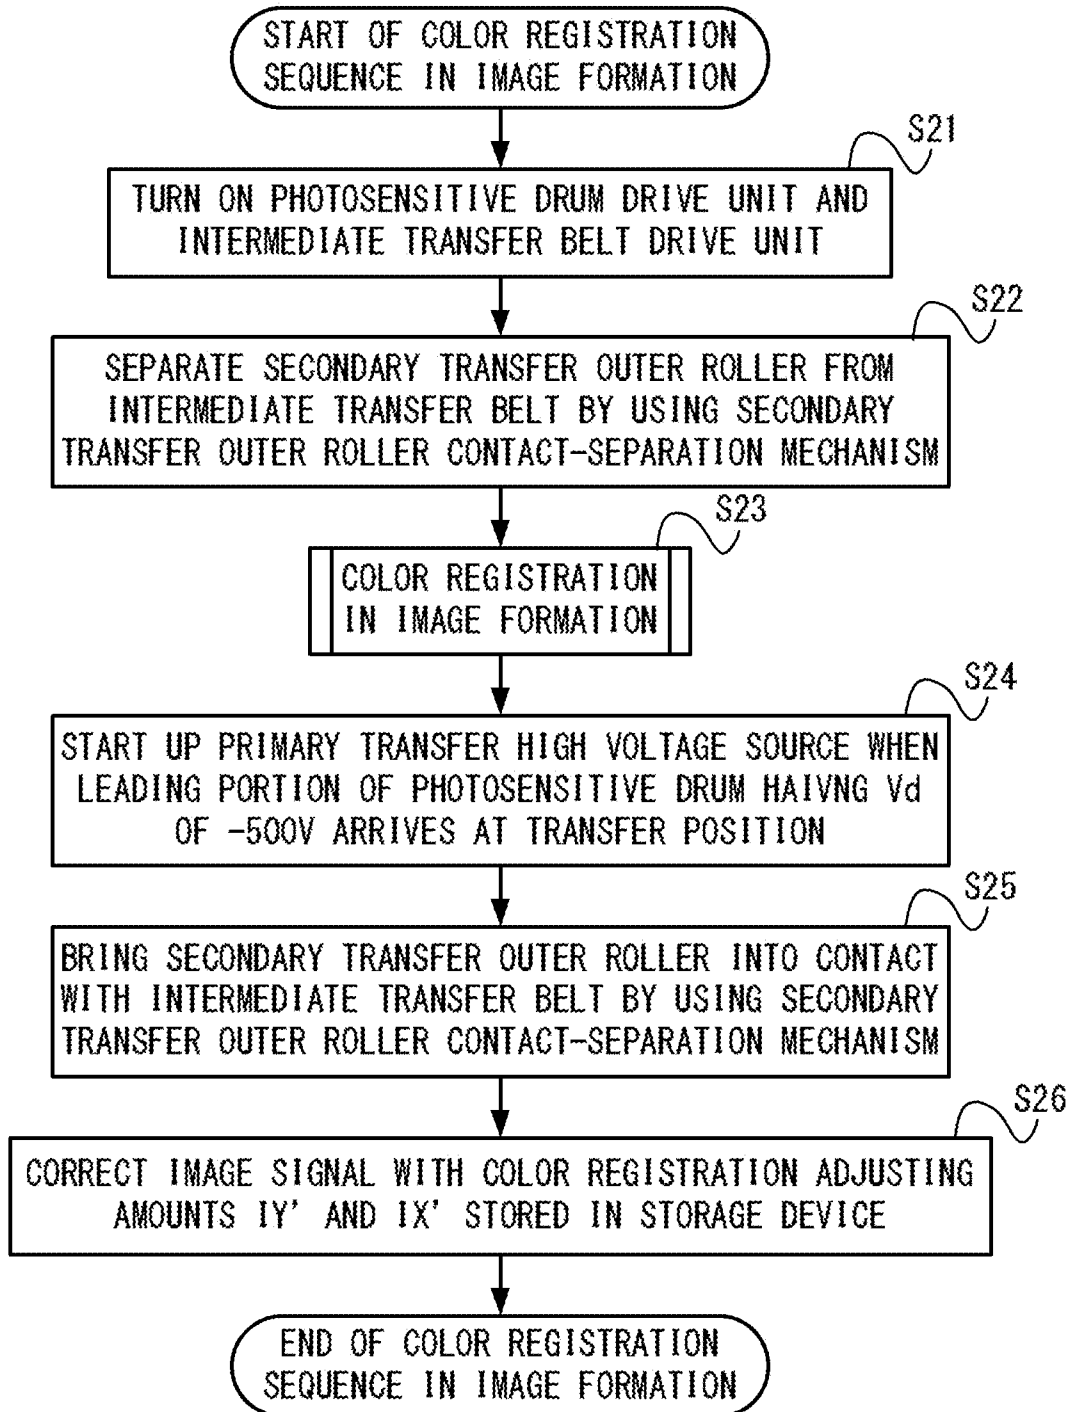 START OF COLOR REGISTRATION
SEQUENCE IN IMAGE FORMATION
S21
TURN ON PHOTOSENSITIVE DRUM DRIVE UNIT AND
INTERMEDIATE TRANSFER BELT DRIVE UNIT
S22
SEPARATE SECONDARY TRANSFER OUTER ROLLER FROM
INTERMEDIATE TRANSFER BELT BY USING SECONDARY
TRANSFER OUTER ROLLER CONTACT-SEPARATION MECHANISM
S23
COLOR REGISTRATION
IN IMAGE FORMATION
S24
START UP PRIMARY TRANSFER HIGH VOLTAGE SOURCE WHEN
LEADING PORTION OF PHOTOSENSITIVE DRUM HAIVNG Vd
OF -500V ARRIVES AT TRANSFER POSITION
S25
BRING SECONDARY TRANSFER OUTER ROLLER INTO CONTACT
WITH INTERMEDIATE TRANSFER BELT BY USING SECONDARY
TRANSFER OUTER ROLLER CONTACT-SEPARATION MECHANISM
S26
CORRECT IMAGE SIGNAL WITH COLOR REGISTRATION ADJUSTING
AMOUNTS IY' AND IX' STORED IN STORAGE DEVICE
END OF COLOR REGISTRATION
SEQUENCE IN IMAGE FORMATION